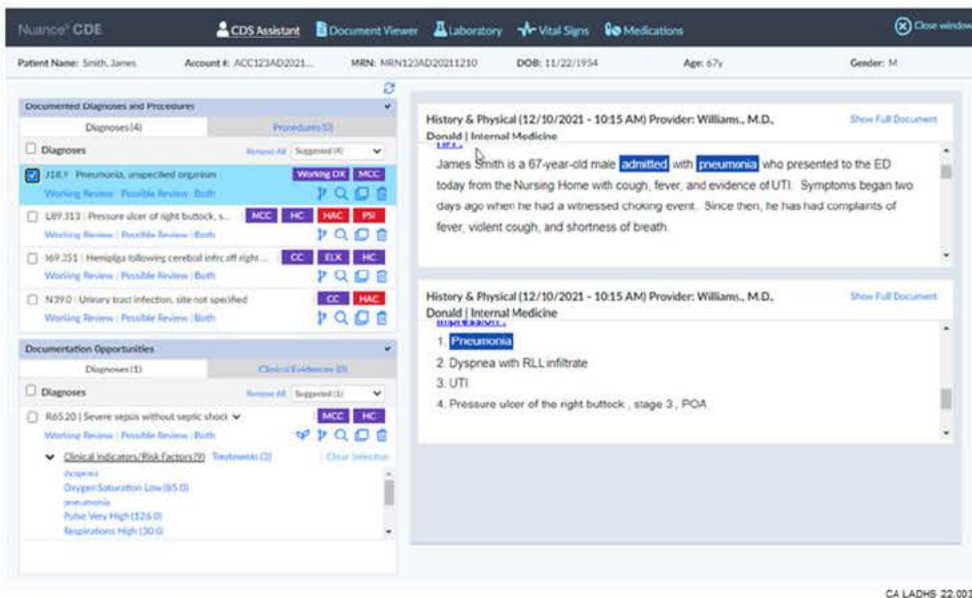 Nuance® CDE
CDS Assistant
Document Viewer
Laboratory
Vital Signs
Medications
Close window
Patient Name: Smith, James
Account #: ACC123AD2021...
MRN: MRN123AD20211210
DOB: 11/22/1954
Age: 67y
Gender: M
Documented Diagnoses and Procedures
Diagnoses(4)
Procedures(0)
Diagnoses
Remove All
Suggested (4)
J18.9 | Pneumonia, unspecified organism
Working DX
MCC
Working Review | Possible Review | Both
L89.313 | Pressure ulcer of right buttock, s...
MCC
HC
HAC
PSI
Working Review | Possible Review | Both
I69.351 | Hemiplga following cerebral infrc aff right ...
CC
ELX
HC
Working Review | Possible Review | Both
N39.0 | Urinary tract infection, site not specified
CC
HAC
Working Review | Possible Review | Both
Documentation Opportunities
Diagnoses(1)
Clinical Evidences (0)
Diagnoses
Remove All
Suggested (1)
R65.20 | Severe sepsis without septic shock
MCC
HC
Working Review | Possible Review | Both
Clinical Indicators/Risk Factors(9)
Treatments (3)
Clear Selection
dyspnea
Oxygen Saturation Low(85.0)
pneumonia
Pulse Very High (126.0)
Respirations High (30.0)
History & Physical (12/10/2021 - 10:15 AM) Provider: Williams., M.D.,
Donald | Internal Medicine
Show Full Document
HPI :
James Smith is a 67-year-old male admitted with pneumonia who presented to the ED
today from the Nursing Home with cough, fever, and evidence of UTI. Symptoms began two
days ago when he had a witnessed choking event. Since then, he has had complaints of
fever, violent cough, and shortness of breath.
History & Physical (12/10/2021 - 10:15 AM) Provider: Williams., M.D.,
Donald | Internal Medicine
Show Full Document
Impression :
1. Pneumonia
2. Dyspnea with RLL infiltrate
3. UTI
4. Pressure ulcer of the right buttock , stage 3 , POA
CA LADHS 22.003